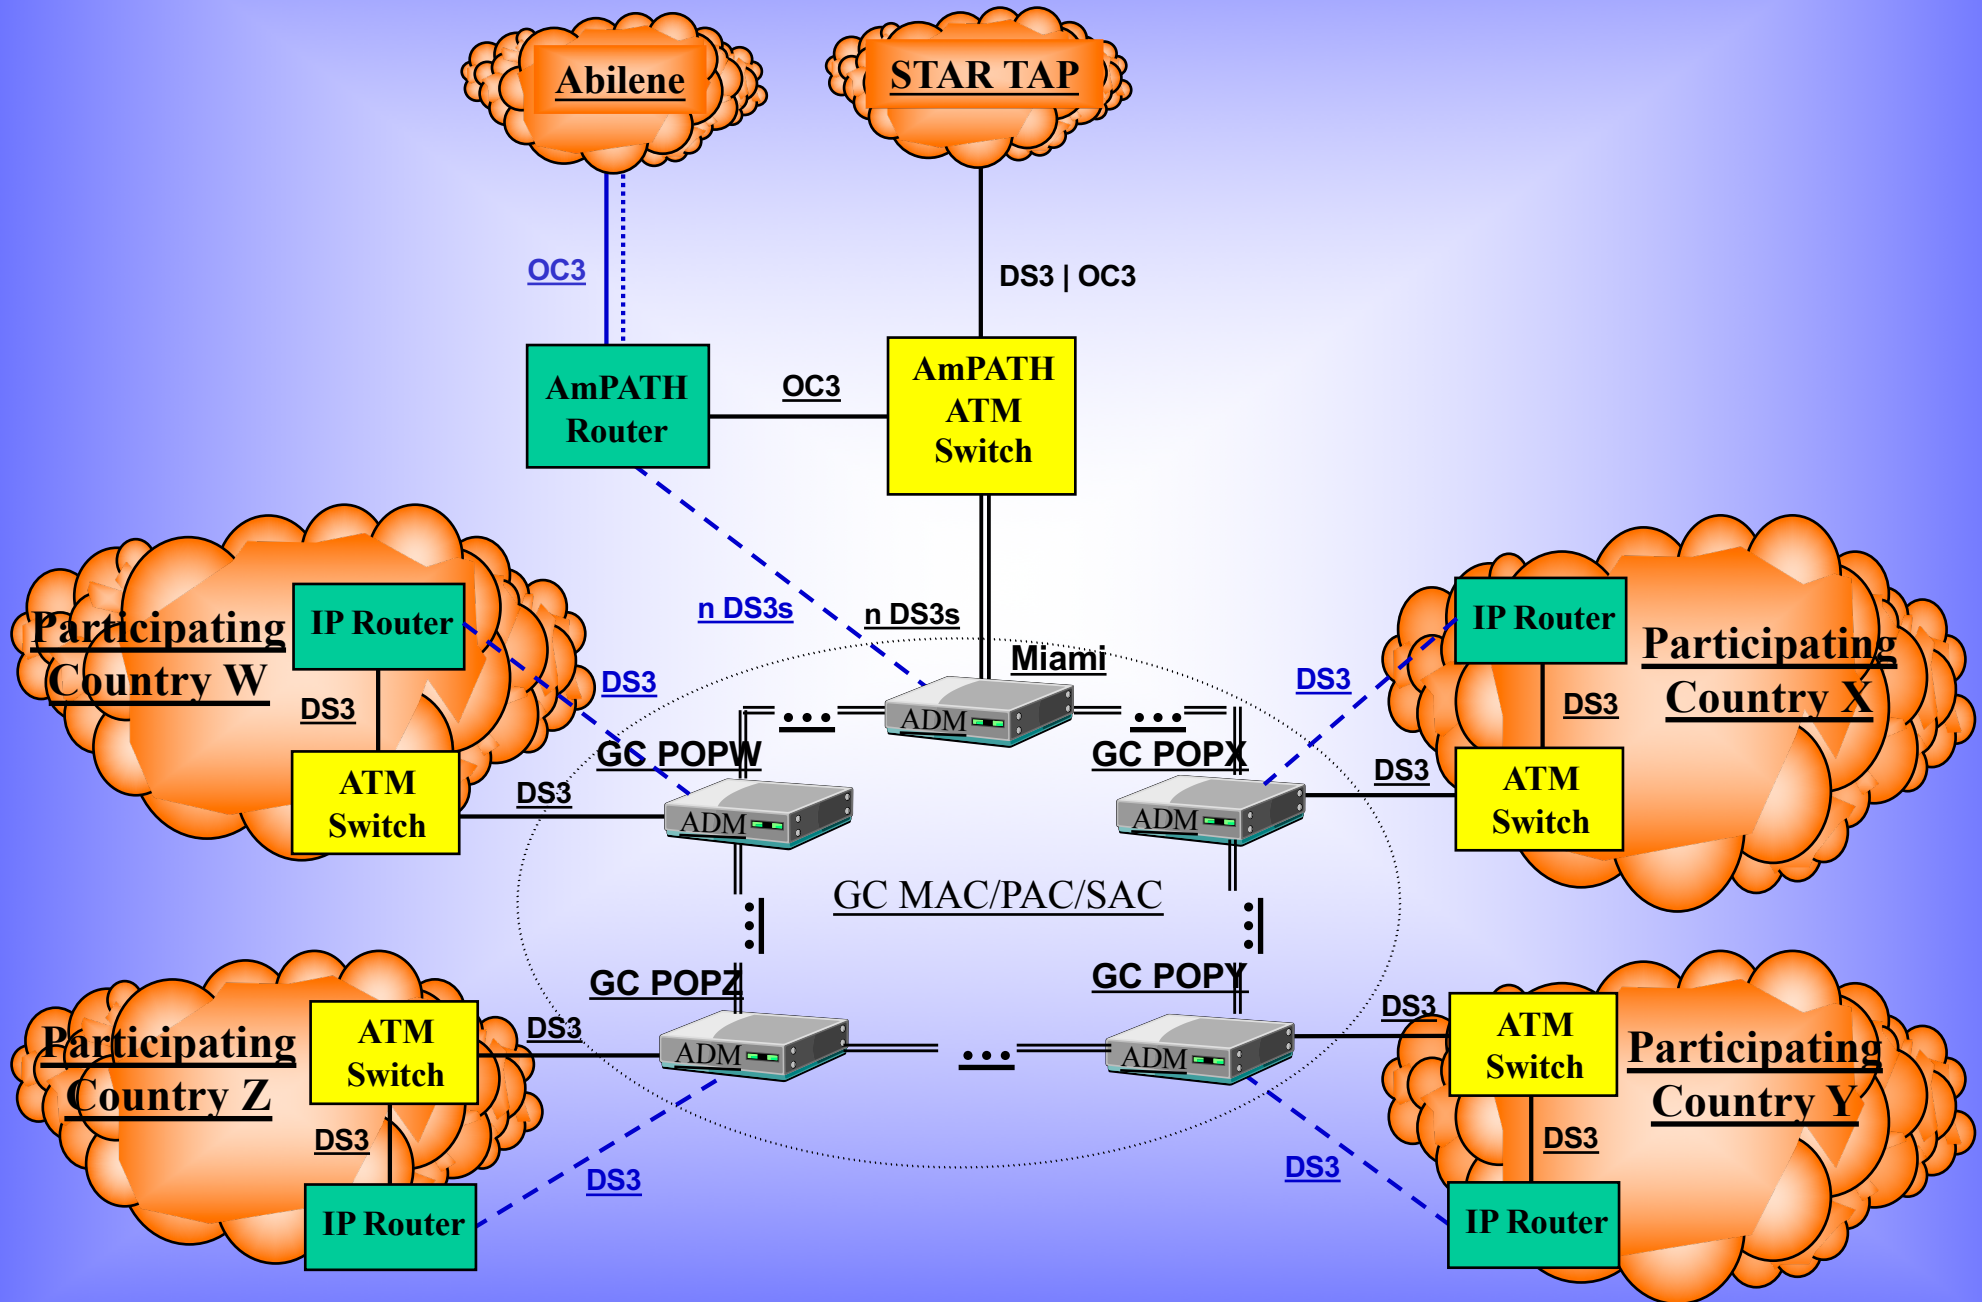 Abilene
STAR TAP
OC3
DS3 | OC3
AmPATH
Router
OC3
AmPATH
ATM
Switch
n DS3s
n DS3s
Miami
ADM
Participating
Country W
IP Router
DS3
ATM
Switch
DS3
DS3
GC POPW
ADM
Participating
Country X
IP Router
DS3
ATM
Switch
DS3
DS3
GC POPX
ADM
GC MAC/PAC/SAC
Participating
Country Z
ATM
Switch
DS3
IP Router
DS3
DS3
GC POPZ
ADM
GC POPY
ADM
DS3
DS3
ATM
Switch
DS3
IP Router
Participating
Country Y